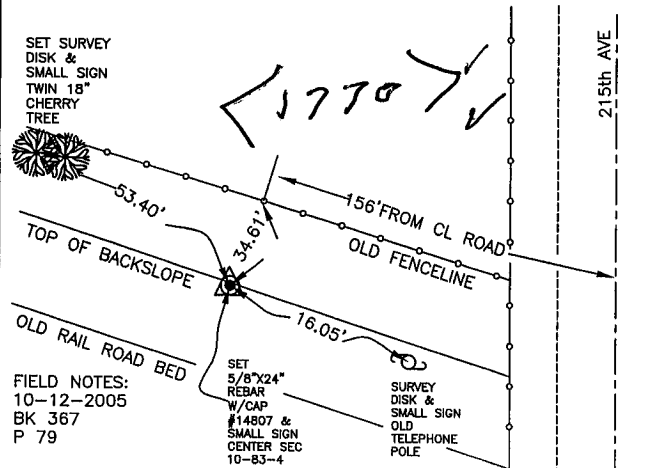 SET SURVEY
DISK &
SMALL SIGN
TWIN 18"
CHERRY
TREE
<5770>
215th AVE
53.40'
34.61'
156'FROM CL ROAD
OLD FENCELINE
TOP OF BACKSLOPE
16.05'
OLD RAIL ROAD BED
FIELD NOTES:
10-12-2005
BK 367
P 79
SET
5/8"X24"
REBAR
W/CAP
#14807 &
SMALL SIGN
CENTER SEC
10-83-4
SURVEY
DISK &
SMALL SIGN
OLD
TELEPHONE
POLE